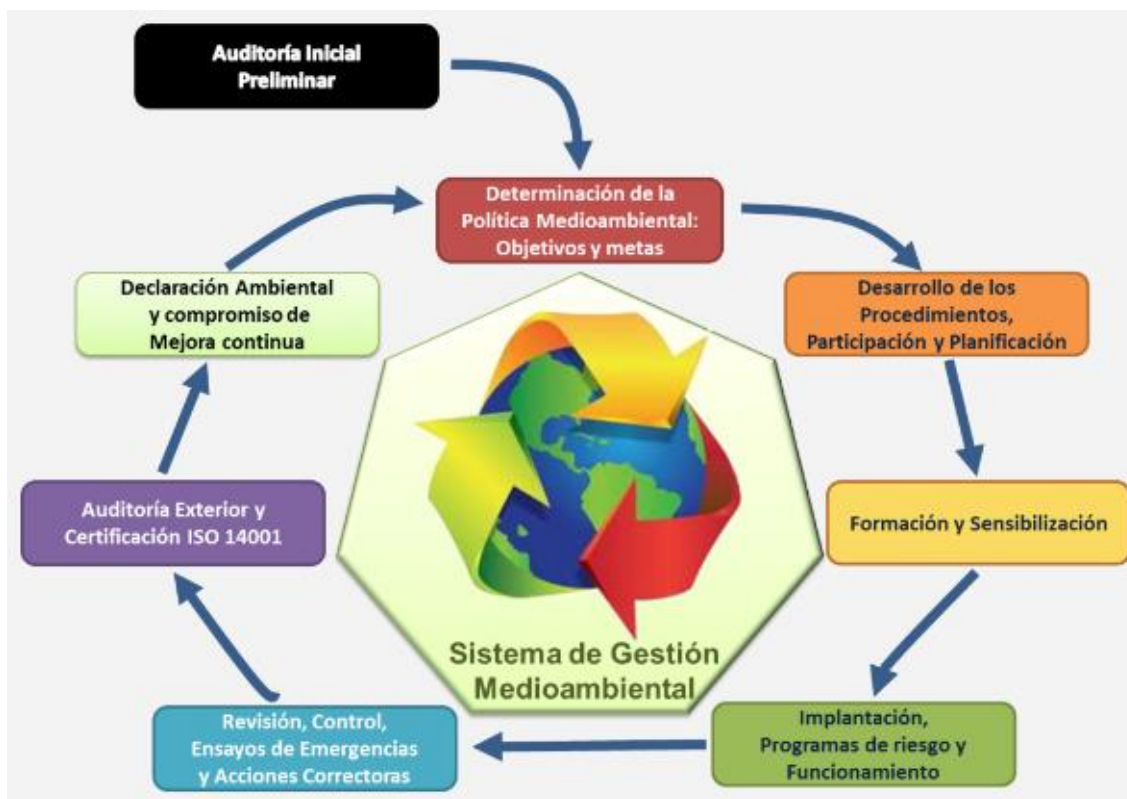 Auditoría Inicial
Preliminar
Determinación de la
Política Medioambiental:
Objetivos y metas
Desarrollo de los
Procedimientos,
Participación y Planificación
Formación y Sensibilización
Implantación,
Programas de riesgo y
Funcionamiento
Revisión, Control,
Ensayos de Emergencias
y Acciones Correctoras
Auditoría Exterior y
Certificación ISO 14001
Declaración Ambiental
y compromiso de
Mejora continua
Sistema de Gestión
Medioambiental